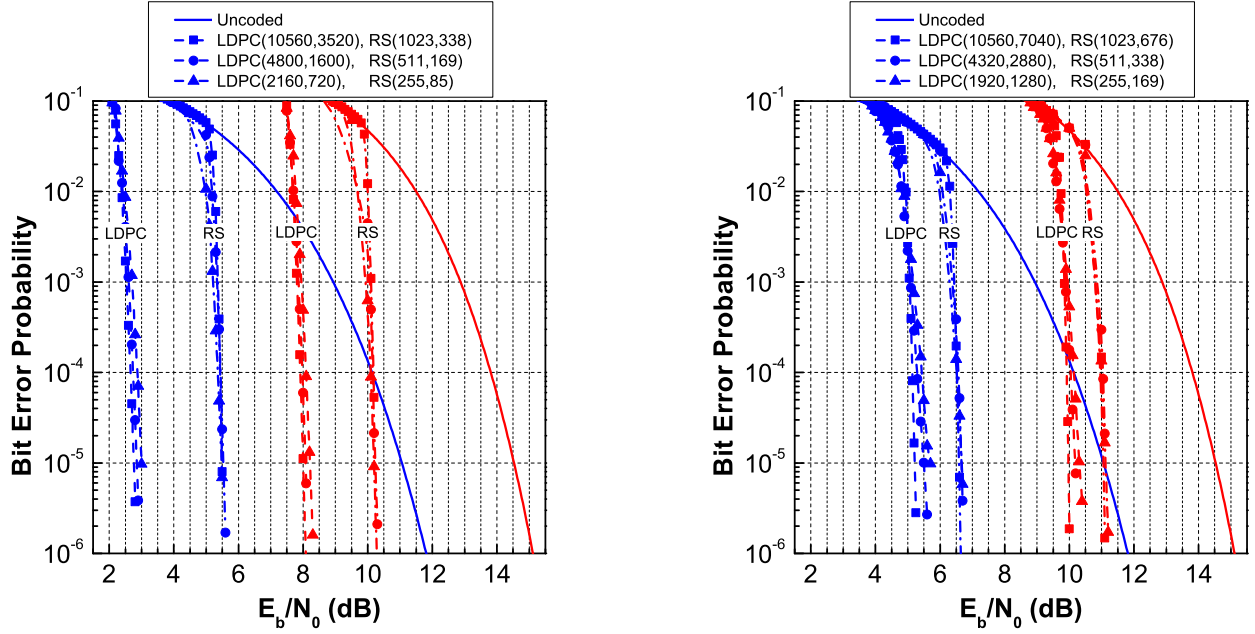 Uncoded
LDPC(10560,3520), RS(1023,338)
LDPC(4800,1600), RS(511,169)
LDPC(2160,720), RS(255,85)
10^-1
10^-2
10^-3
10^-4
10^-5
10^-6
Bit Error Probability
LDPC RS LDPC RS
2 4 6 8 10 12 14
E_b/N_0 (dB)
Uncoded
LDPC(10560,7040), RS(1023,676)
LDPC(4320,2880), RS(511,338)
LDPC(1920,1280), RS(255,169)
10^-1
10^-2
10^-3
10^-4
10^-5
10^-6
Bit Error Probability
LDPC RS LDPC RS
2 4 6 8 10 12 14
E_b/N_0 (dB)